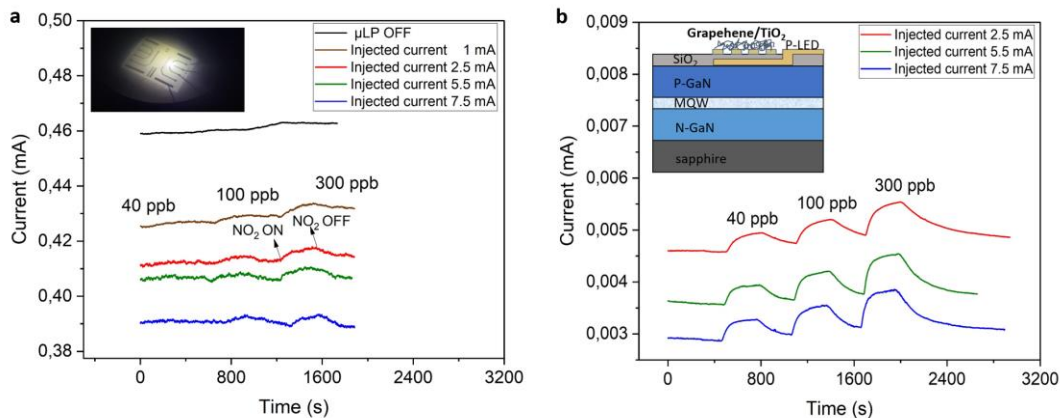 a
0,50
0,48
0,46
0,44
0,42
0,40
0,38
Current (mA)
µLP OFF
Injected current 1 mA
Injected current 2.5 mA
Injected current 5.5 mA
Injected current 7.5 mA
40 ppb
100 ppb
300 ppb
NO₂ ON
NO₂ OFF
0 800 1600 2400 3200
Time (s)
b
0,009
0,008
0,007
0,006
0,005
0,004
0,003
Current (mA)
Grapehene/TiO₂
P-LED
SiO₂
P-GaN
MQW
N-GaN
sapphire
Injected current 2.5 mA
Injected current 5.5 mA
Injected current 7.5 mA
40 ppb
100 ppb
300 ppb
0 800 1600 2400 3200
Time (s)